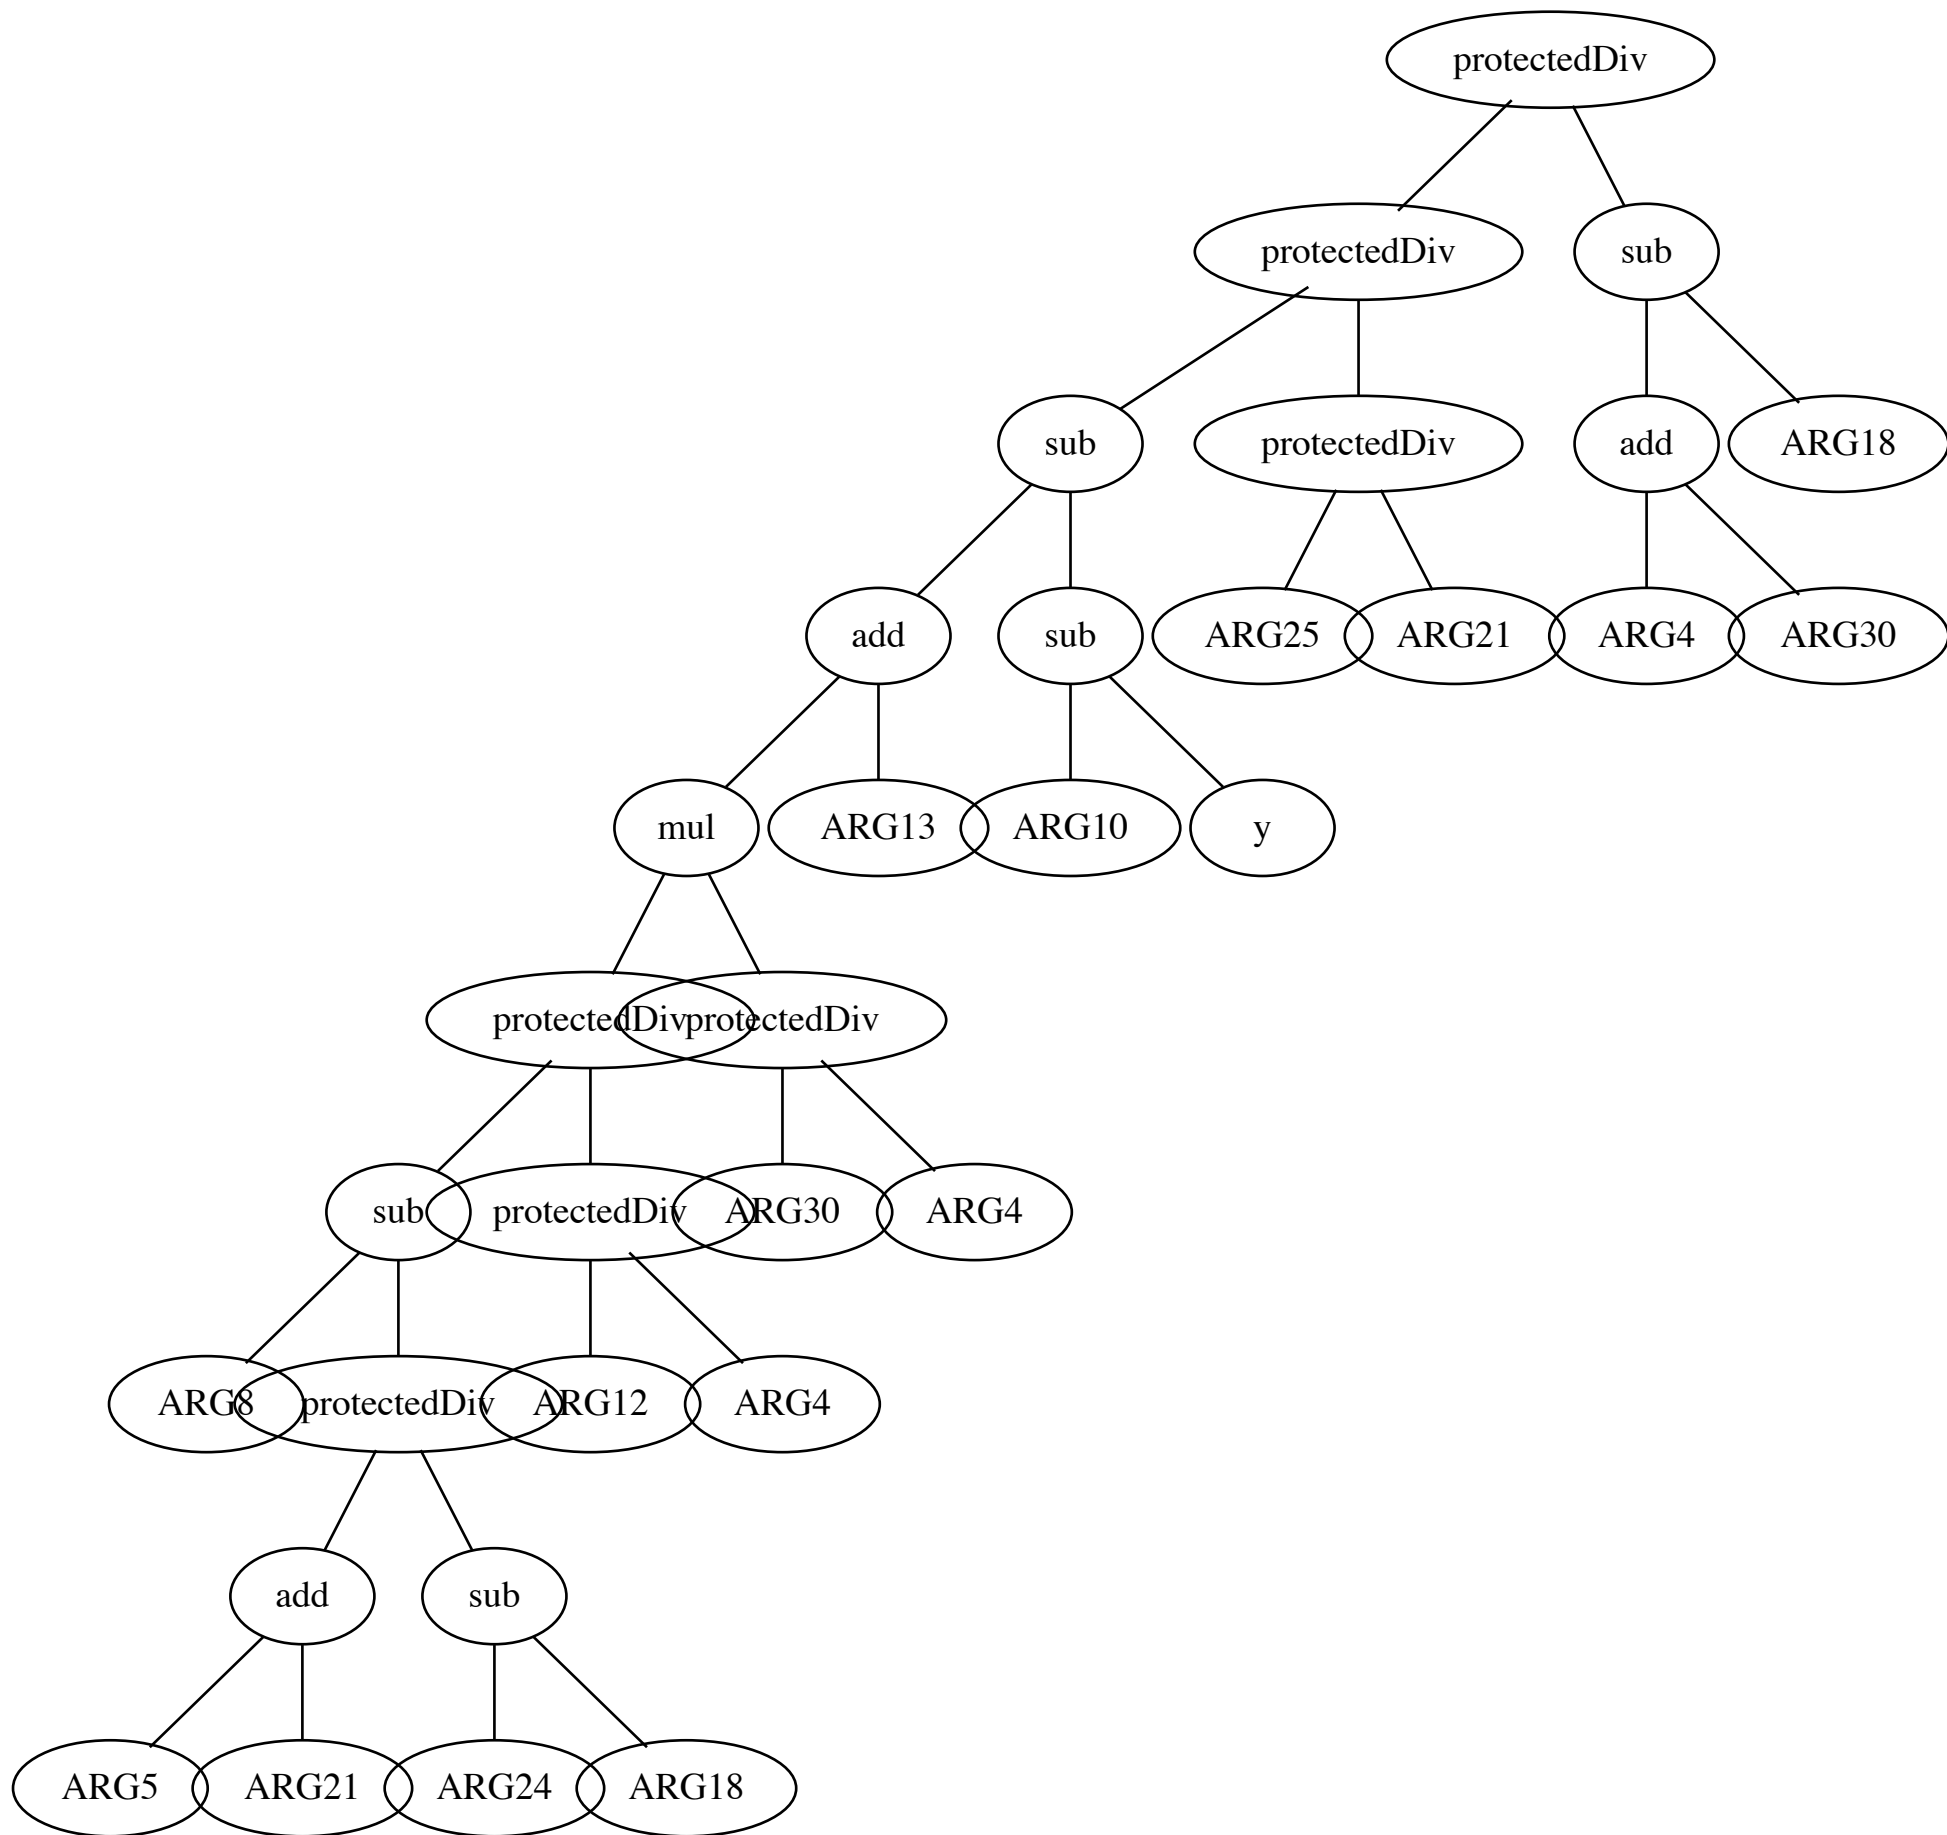 protectedDiv
protectedDiv sub
sub protectedDiv add ARG18
add sub ARG25 ARG21 ARG4 ARG30
mul ARG13 ARG10 y
protectedDiv protectedDiv
sub protectedDiv ARG30 ARG4
ARG8 protectedDiv ARG12 ARG4
add sub
ARG5 ARG21 ARG24 ARG18